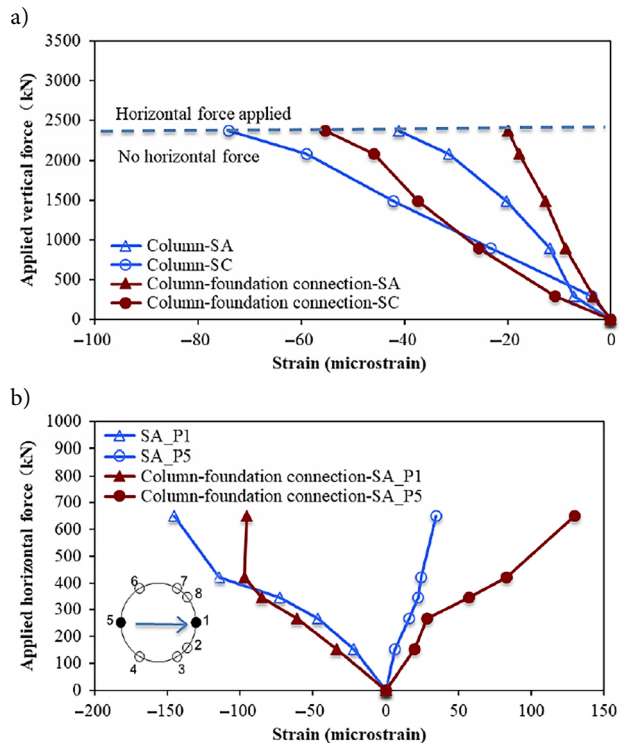 a)
3500
3000
2500
2000
1500
1000
500
0
Applied vertical force (kN)
Horizontal force applied
No horizontal force
Column-SA
Column-SC
Column-foundation connection-SA
Column-foundation connection-SC
−100
−80
−60
−40
−20
0
Strain (microstrain)
b)
1000
900
800
700
600
500
400
300
200
100
0
Applied horizontal force (kN)
SA_P1
SA_P5
Column-foundation connection-SA_P1
Column-foundation connection-SA_P5
6
7
8
5
1
2
4
3
−200
−150
−100
−50
0
50
100
150
Strain (microstrain)